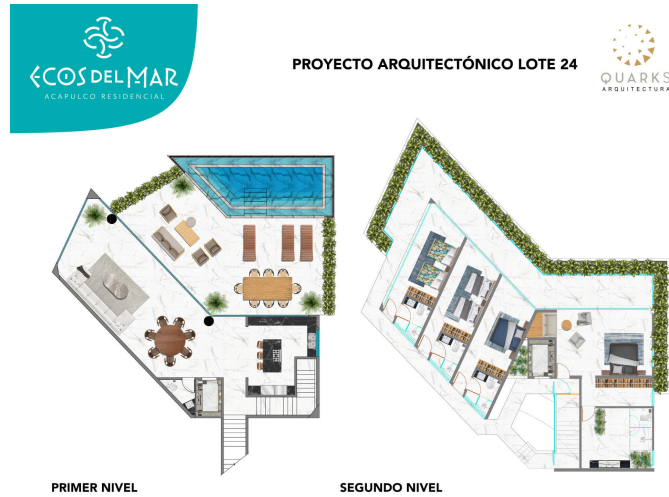 ECOS DEL MAR
ACAPULCO RESIDENCIAL
PROYECTO ARQUITECTÓNICO LOTE 24
QUARKS
ARQUITECTURA
PRIMER NIVEL
SEGUNDO NIVEL